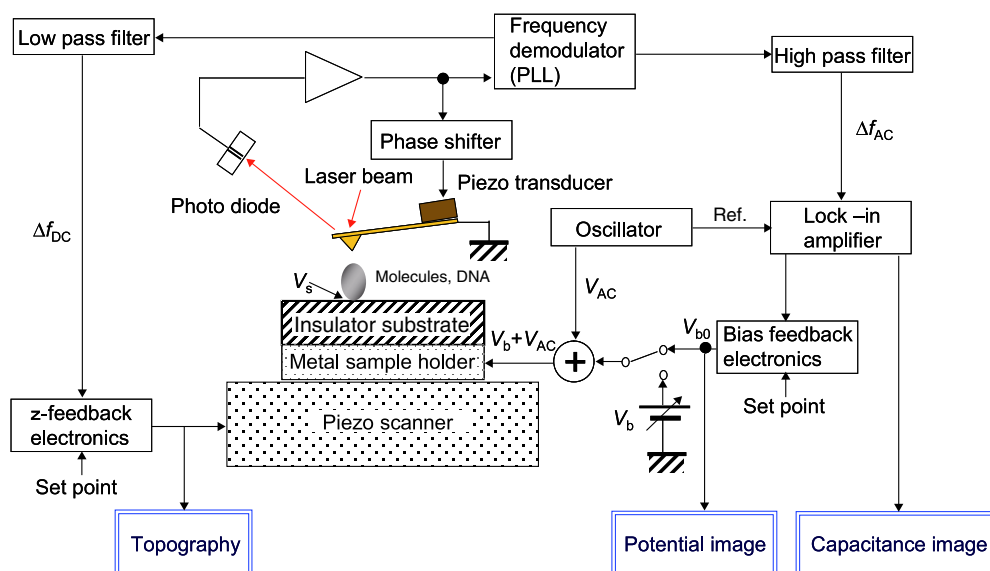 Low pass filter
Frequency
demodulator
(PLL)
High pass filter
Phase shifter
Δf_AC
Laser beam
Piezo transducer
Photo diode
Δf_DC
Oscillator
Ref.
Lock –in
amplifier
Molecules, DNA
V_s
V_AC
Insulator substrate
V_b+V_AC
+
V_b0
Bias feedback
electronics
Metal sample holder
Set point
V_b
z-feedback
electronics
Piezo scanner
Set point
Topography
Potential image
Capacitance image